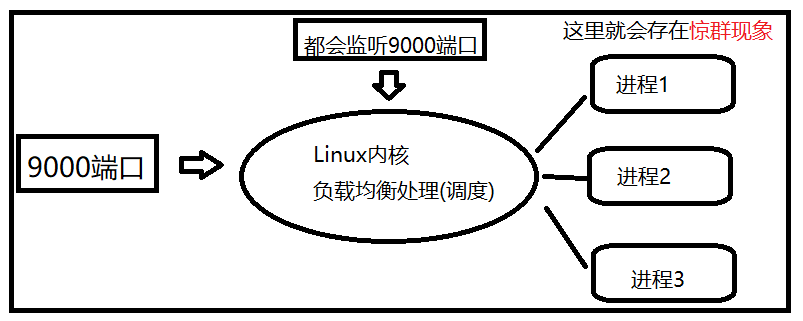 这里就会存在惊群现象
都会监听9000端口
进程1
9000端口
Linux内核
负载均衡处理(调度)
进程2
进程3